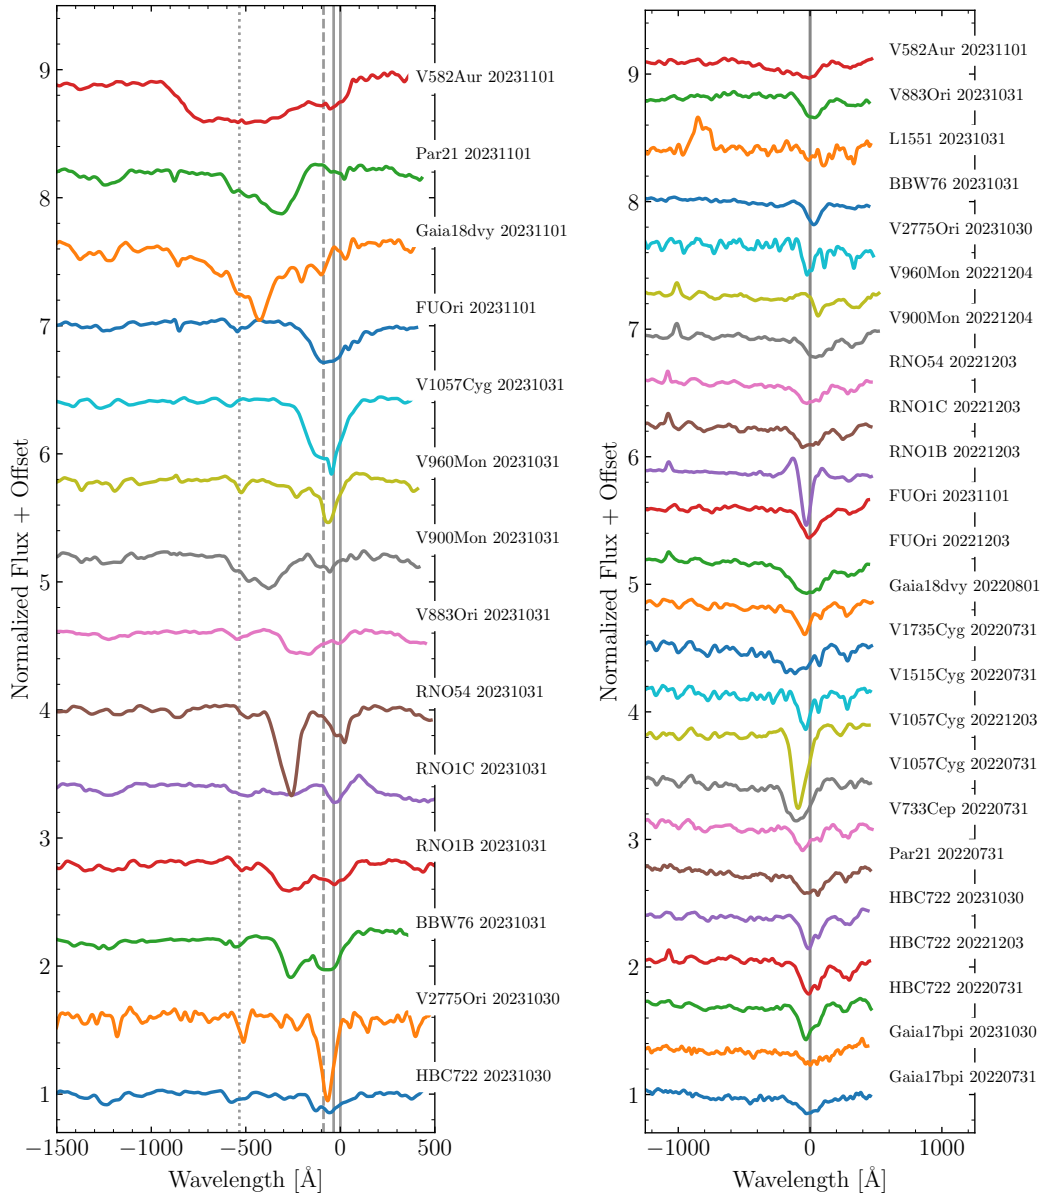 Normalized Flux + Offset
9
8
7
6
5
4
3
2
1
V582Aur 20231101
Par21 20231101
Gaia18dvy 20231101
FUOri 20231101
V1057Cyg 20231031
V960Mon 20231031
V900Mon 20231031
V883Ori 20231031
RNO54 20231031
RNO1C 20231031
RNO1B 20231031
BBW76 20231031
V2775Ori 20231030
HBC722 20231030
−1500 −1000 −500 0 500
Wavelength [Å]
Normalized Flux + Offset
9
8
7
6
5
4
3
2
1
V582Aur 20231101
V883Ori 20231031
L1551 20231031
BBW76 20231031
V2775Ori 20231030
V960Mon 20221204
V900Mon 20221204
RNO54 20221203
RNO1C 20221203
RNO1B 20221203
FUOri 20231101
FUOri 20221203
Gaia18dvy 20220801
V1735Cyg 20220731
V1515Cyg 20220731
V1057Cyg 20221203
V1057Cyg 20220731
V733Cep 20220731
Par21 20220731
HBC722 20231030
HBC722 20221203
HBC722 20220731
Gaia17bpi 20231030
Gaia17bpi 20220731
−1000 0 1000
Wavelength [Å]